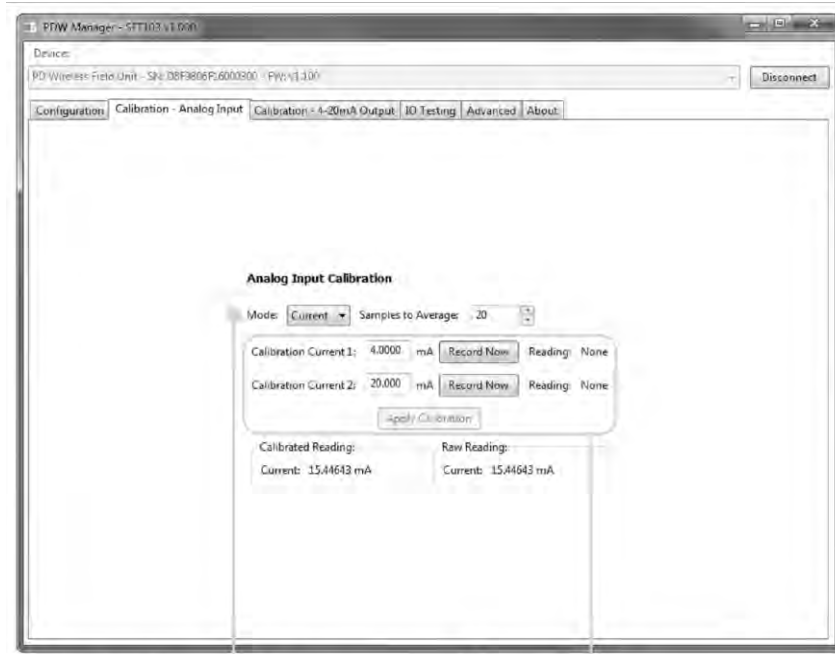 PDW Manager - SFT103 v1.000
Device:
PD Wireless Field Unit - SN: FW: v1.100
Disconnect
Configuration Calibration - Analog Input Calibration - 4-20mA Output IO Testing Advanced About
Analog Input Calibration
Mode: Current Samples to Average: 20
Calibration Current 1: 4.0000 mA Record Now Reading: None
Calibration Current 2: 20.000 mA Record Now Reading: None
Apply Calibration
Calibrated Reading: Raw Reading:
Current: 15.44643 mA Current: 15.44643 mA